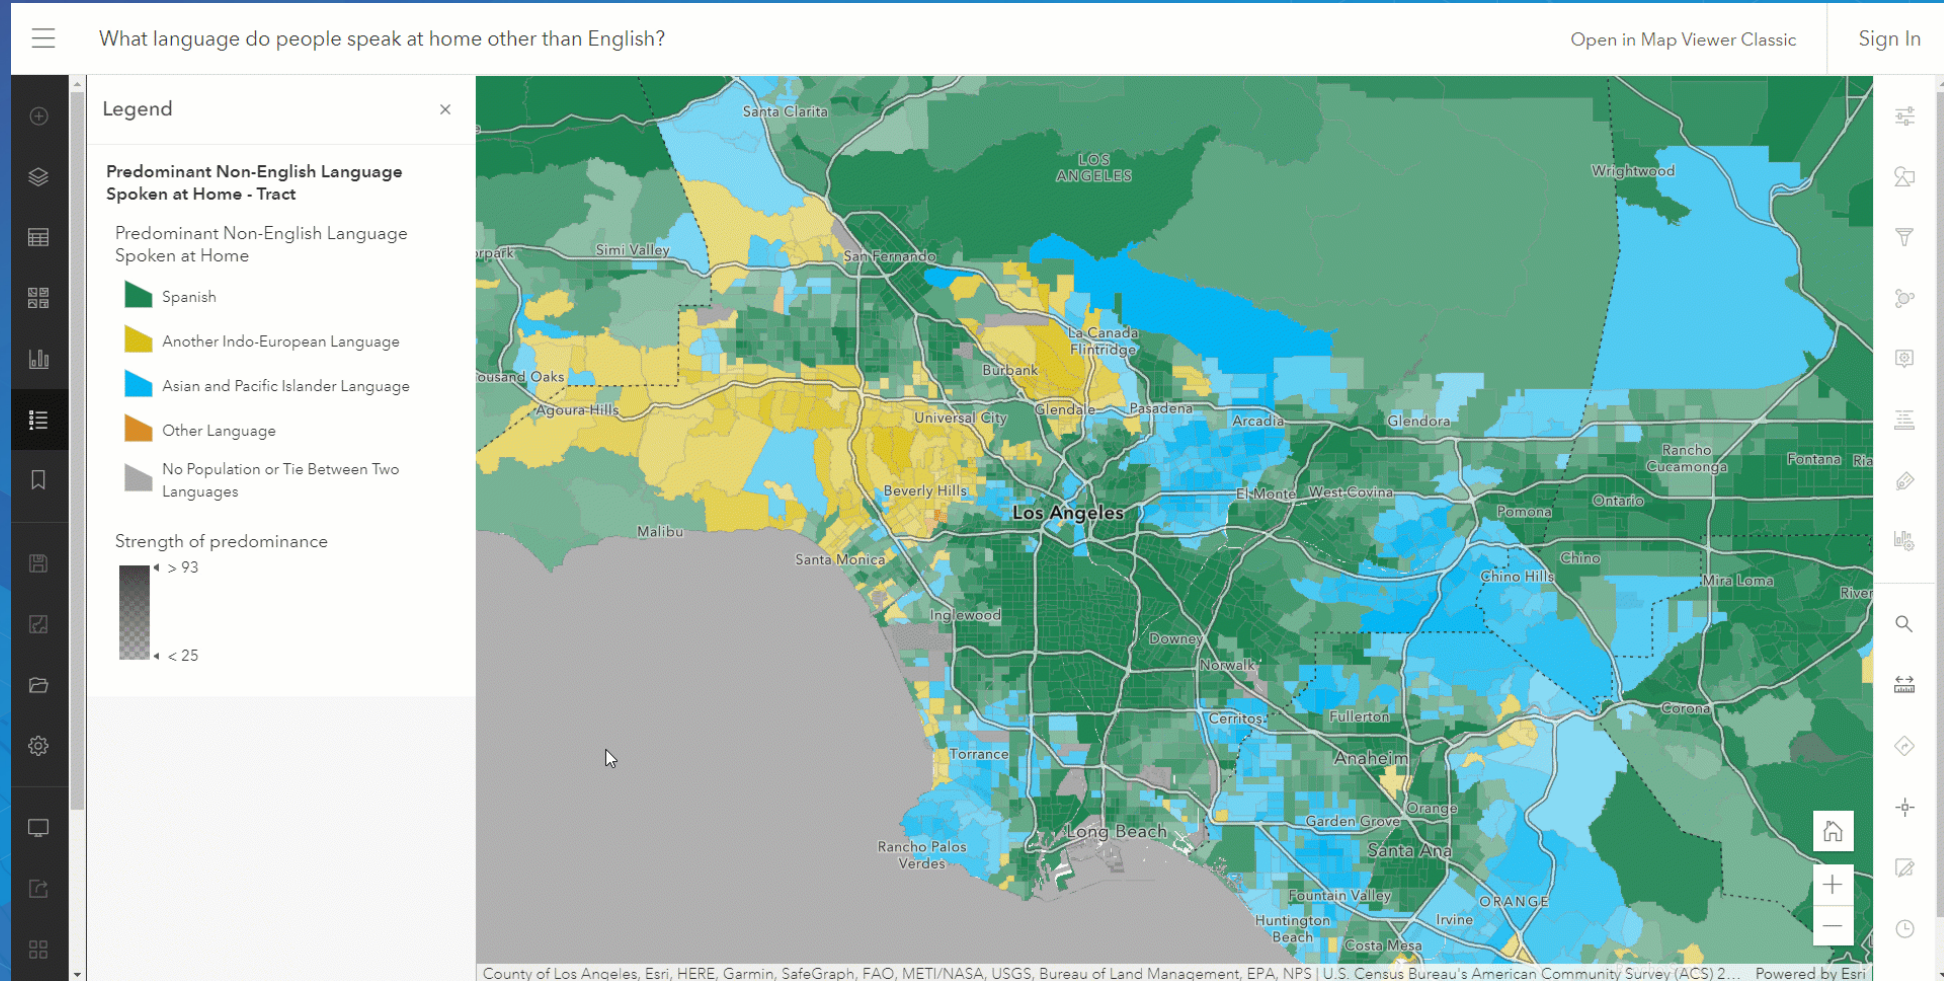 What language do people speak at home other than English?
Open in Map Viewer Classic
Sign In
Legend
Predominant Non-English Language
Spoken at Home - Tract
Predominant Non-English Language
Spoken at Home
Spanish
Another Indo-European Language
Asian and Pacific Islander Language
Other Language
No Population or Tie Between Two
Languages
Strength of predominance
> 93
< 25
Santa Clarita
LOS
ANGELES
Wrightwood
rpark
Simi Valley
San Fernando
La Canada
Flintridge
Burbank
ousand Oaks
Agoura Hills
Universal City
Glendale
Pasadena
Arcadia
Glendora
Rancho
Cucamonga
Fontana
Ria
Beverly Hills
El Monte
West Covina
Ontario
Los Angeles
Pomona
Malibu
Santa Monica
Chino
Chino Hills
Mira Loma
River
Inglewood
Downey
Norwalk
Corona
Cerritos
Fullerton
Torrance
Anaheim
Orange
Garden Grove
Long Beach
Rancho Palos
Verdes
Santa Ana
Fountain Valley
ORANGE
Huntington
Beach
Irvine
Costa Mesa
County of Los Angeles, Esri, HERE, Garmin, SafeGraph, FAO, METI/NASA, USGS, Bureau of Land Management, EPA, NPS | U.S. Census Bureau's American Community Survey (ACS) 2...
Powered by Esri